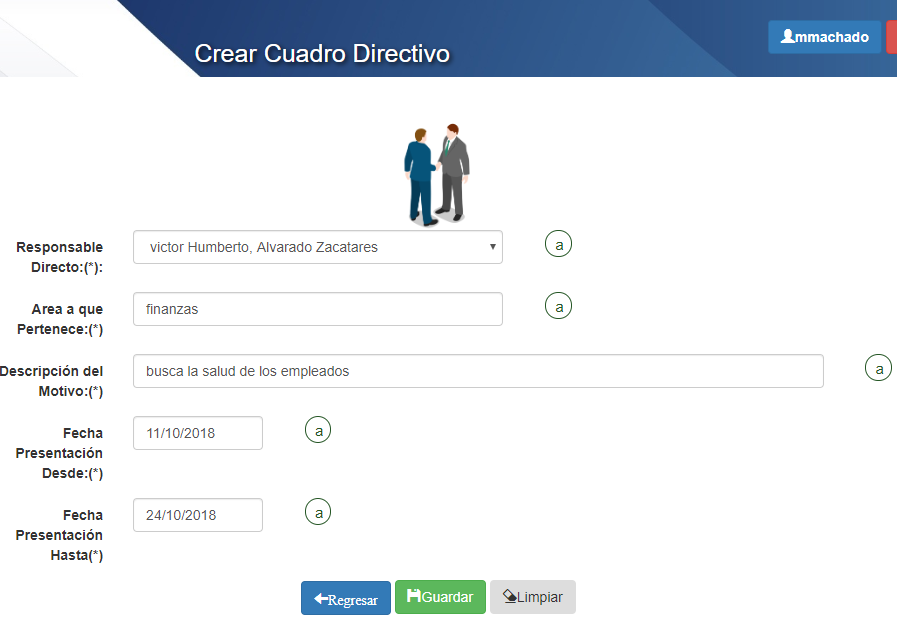 Crear Cuadro Directivo
mmachado
Responsable
Directo:(*):
victor Humberto, Alvarado Zacatares
a
Area a que
Pertenece:(*)
finanzas
a
Descripción del
Motivo:(*)
busca la salud de los empleados
a
Fecha
Presentación
Desde:(*)
11/10/2018
a
Fecha
Presentación
Hasta(*)
24/10/2018
a
Regresar
Guardar
Limpiar